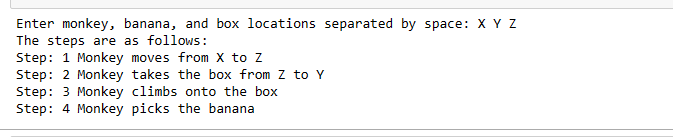 Enter monkey, banana, and box locations separated by space: X Y Z
The steps are as follows:
Step: 1 Monkey moves from X to Z
Step: 2 Monkey takes the box from Z to Y
Step: 3 Monkey climbs onto the box
Step: 4 Monkey picks the banana